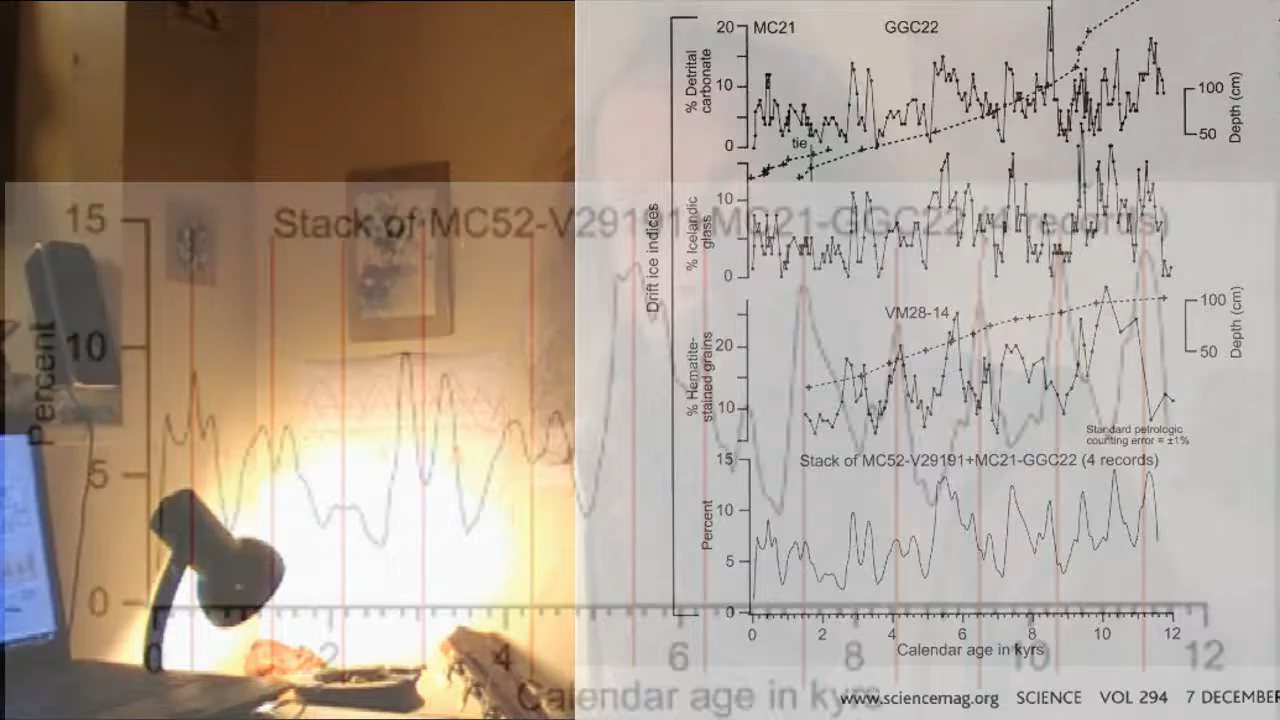 20
MC21
GGC22
% Detrital
carbonate
10
0
tie
100
50
Depth (cm)
Drift ice indices
10
0
% Icelandic
glass
15
Stack of MC52-V29191+MC21-GGC22 (4 records)
10
5
0
Percent
0 2 4 6 8 10 12
Calendar age in kyrs
20
10
% Hematite-
stained grains
VM28-14
100
50
Depth (cm)
Standard petrologic
counting error = ±1%
15
Stack of MC52-V29191+MC21-GGC22 (4 records)
10
5
0
Percent
0 2 4 6 8 10 12
Calendar age in kyrs
www.sciencemag.org SCIENCE VOL 294 7 DECEMBER